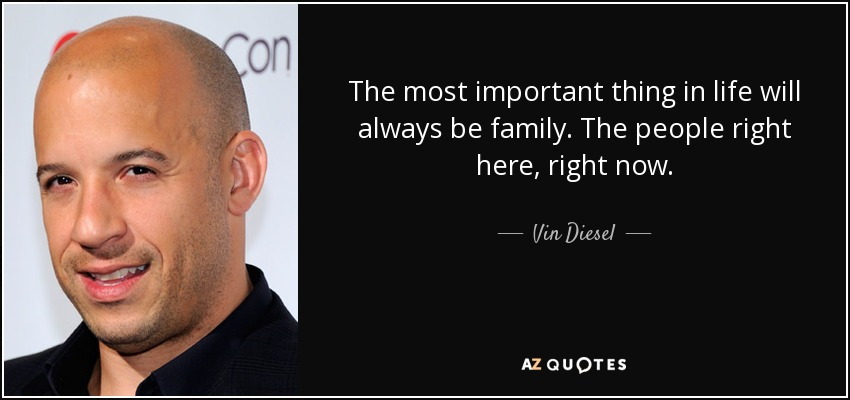 Con
The most important thing in life will
always be family. The people right
here, right now.
Vin Diesel
AZ QUOTES